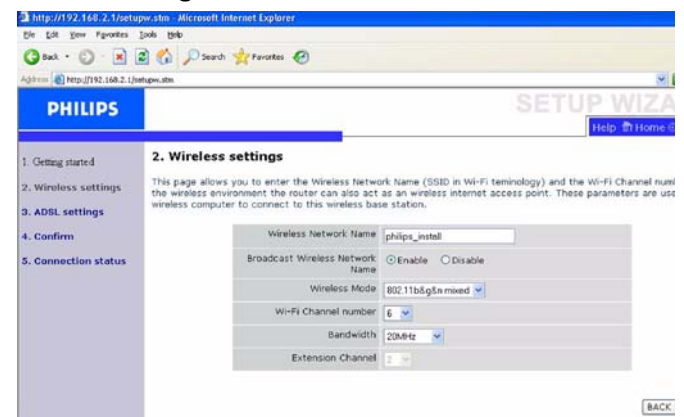 http://192.168.2.1/setupw.stm - Microsoft Internet Explorer
File Edit View Favorites Tools Help
Back Search Favorites
Address http://192.168.2.1/setupw.stm
PHILIPS
SETUP WIZA
Help Home
1. Getting started
2. Wireless settings
3. ADSL settings
4. Confirm
5. Connection status
2. Wireless settings
This page allows you to enter the Wireless Network Name (SSID in Wi-Fi teminology) and the Wi-Fi Channel num
the wireless environment the router can also act as an wireless internet access point. These parameters are use
wireless computer to connect to this wireless base station.
Wireless Network Name philips_install
Broadcast Wireless Network
Name
Enable Disable
Wireless Mode 802.11b&g&n mixed
Wi-Fi Channel number 6
Bandwidth 20MHz
Extension Channel 2
BACK